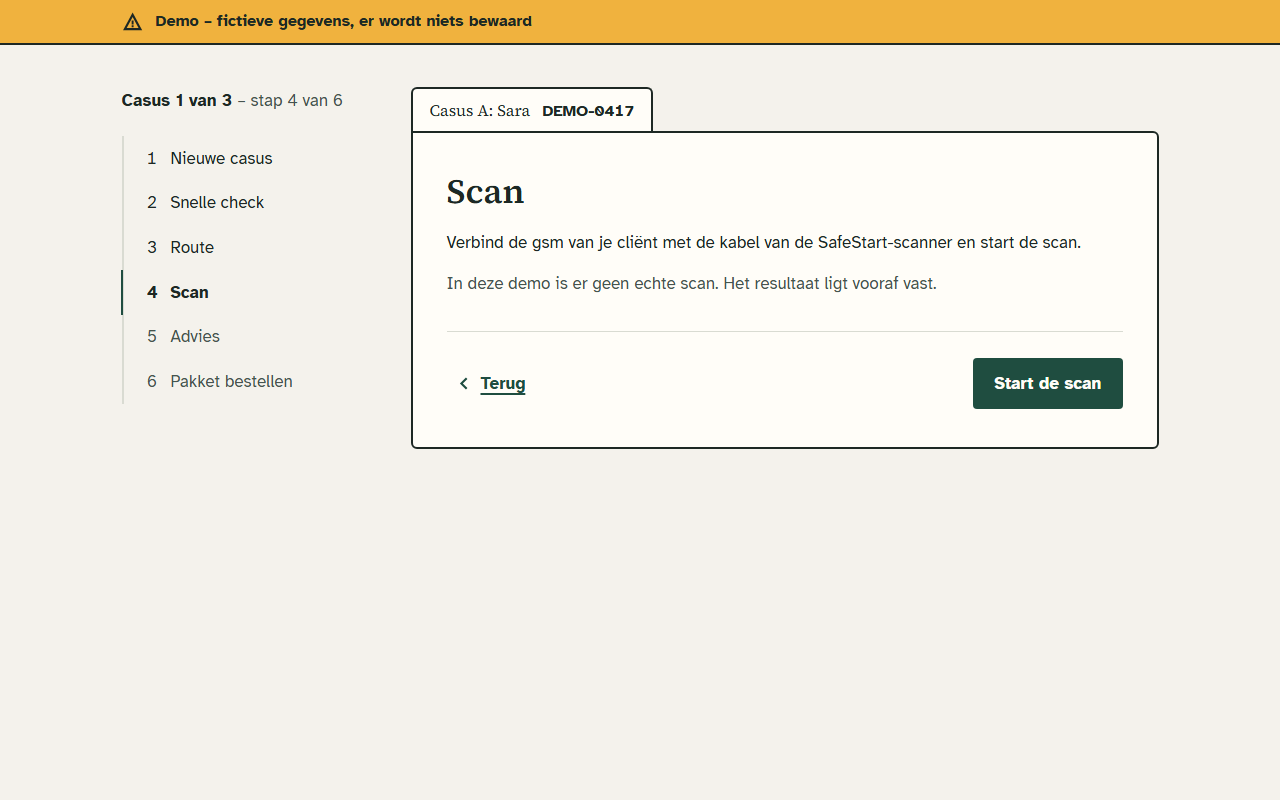 Demo – fictieve gegevens, er wordt niets bewaard
Casus 1 van 3 – stap 4 van 6
1 Nieuwe casus
2 Snelle check
3 Route
4 Scan
5 Advies
6 Pakket bestellen
Casus A: Sara DEMO-0417
Scan
Verbind de gsm van je cliënt met de kabel van de SafeStart-scanner en start de scan.
In deze demo is er geen echte scan. Het resultaat ligt vooraf vast.
Terug
Start de scan